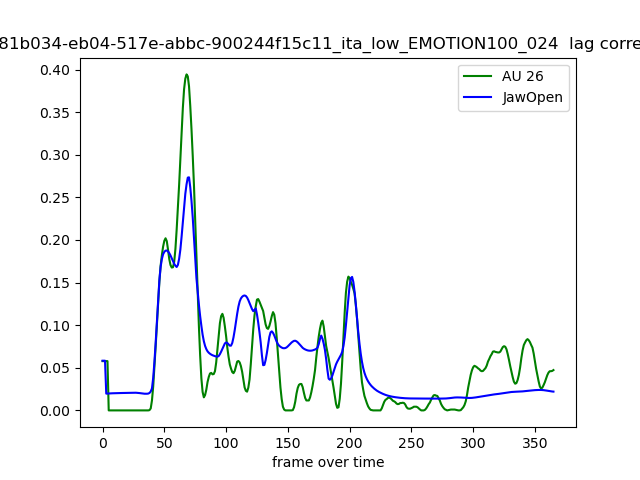 81b034-eb04-517e-abbc-900244f15c11_ita_low_EMOTION100_024 lag corre
AU 26
JawOpen
0.40
0.35
0.30
0.25
0.20
0.15
0.10
0.05
0.00
0 50 100 150 200 250 300 350
frame over time